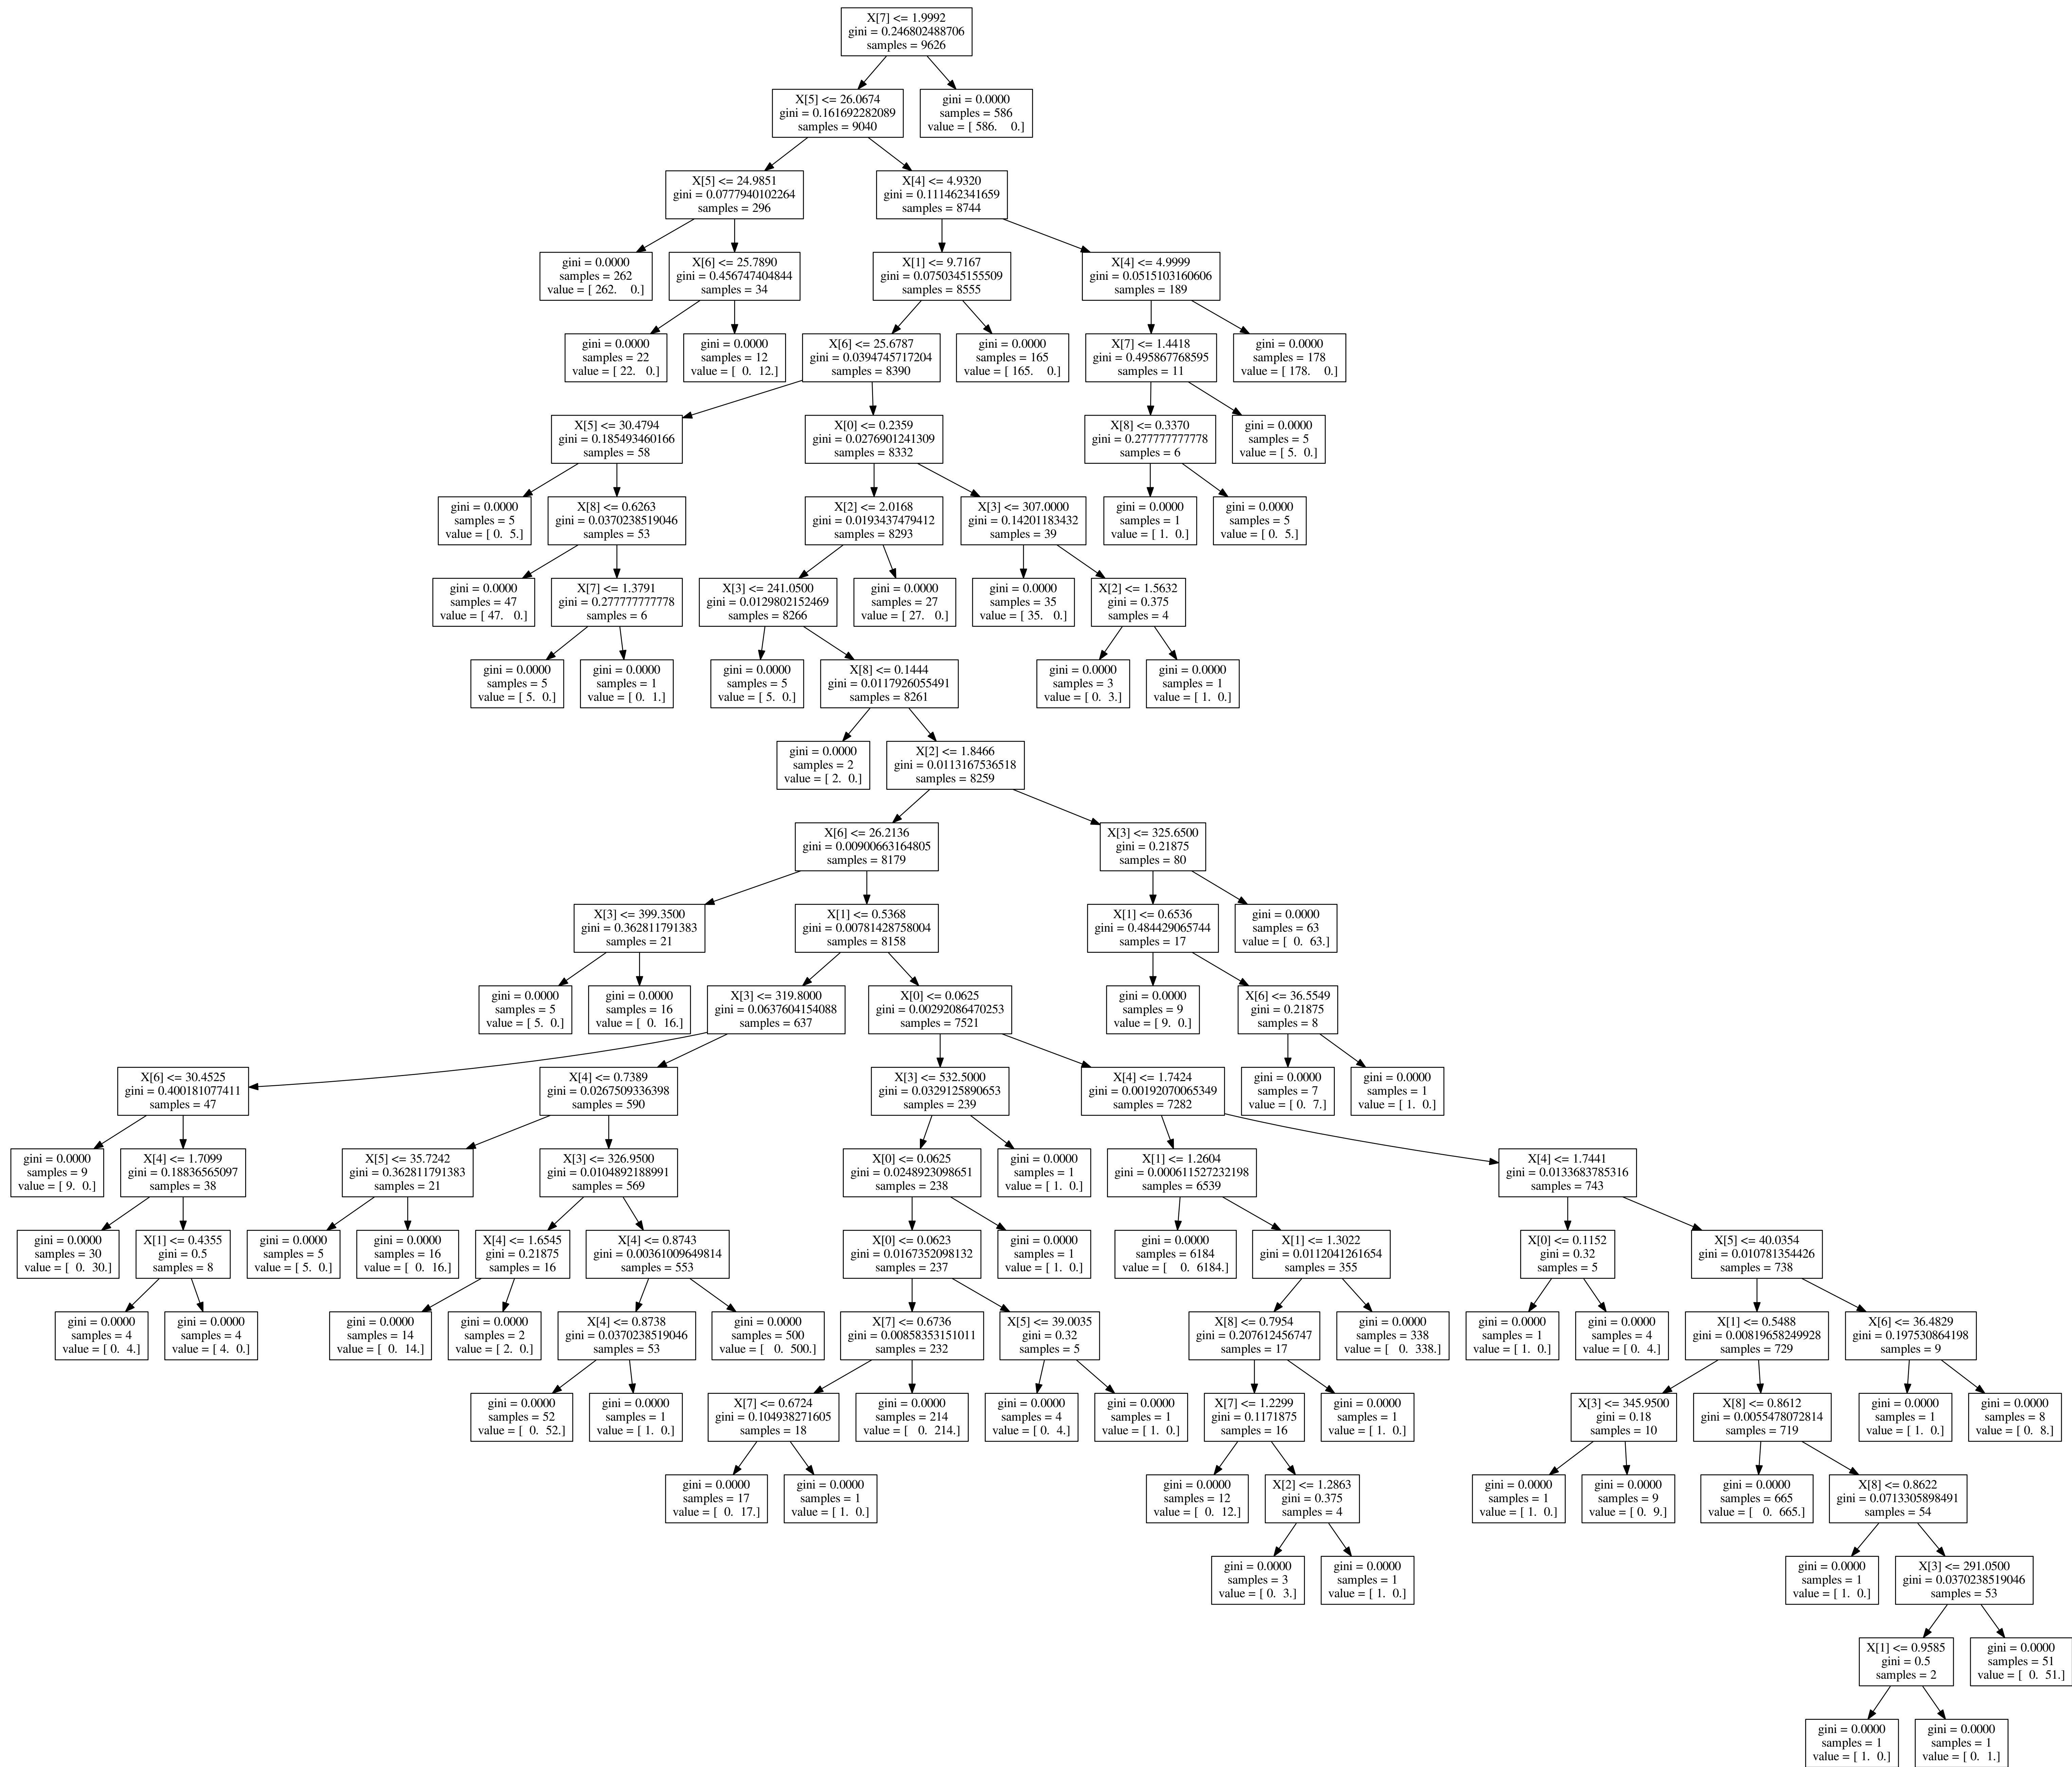 X[7] <= 1.9992
gini = 0.246802488706
samples = 9626
X[5] <= 26.0674
gini = 0.161692282089
samples = 9040
gini = 0.0000
samples = 586
value = [ 586. 0.]
X[5] <= 24.9851
gini = 0.0777940102264
samples = 296
X[4] <= 4.9320
gini = 0.111462341659
samples = 8744
gini = 0.0000
samples = 262
value = [ 262. 0.]
X[6] <= 25.7890
gini = 0.456747404844
samples = 34
X[1] <= 9.7167
gini = 0.0750345155509
samples = 8555
X[4] <= 4.9999
gini = 0.0515103160606
samples = 189
gini = 0.0000
samples = 22
value = [ 22. 0.]
gini = 0.0000
samples = 12
value = [ 0. 12.]
X[6] <= 25.6787
gini = 0.0394745717204
samples = 8390
gini = 0.0000
samples = 165
value = [ 165. 0.]
X[7] <= 1.4418
gini = 0.495867768595
samples = 11
gini = 0.0000
samples = 178
value = [ 178. 0.]
X[5] <= 30.4794
gini = 0.185493460166
samples = 58
X[0] <= 0.2359
gini = 0.0276901241309
samples = 8332
X[8] <= 0.3370
gini = 0.277777777778
samples = 6
gini = 0.0000
samples = 5
value = [ 5. 0.]
gini = 0.0000
samples = 5
value = [ 0. 5.]
X[8] <= 0.6263
gini = 0.0370238519046
samples = 53
X[2] <= 2.0168
gini = 0.0193437479412
samples = 8293
X[3] <= 307.0000
gini = 0.14201183432
samples = 39
gini = 0.0000
samples = 1
value = [ 1. 0.]
gini = 0.0000
samples = 5
value = [ 0. 5.]
gini = 0.0000
samples = 47
value = [ 47. 0.]
X[7] <= 1.3791
gini = 0.277777777778
samples = 6
X[3] <= 241.0500
gini = 0.0129802152469
samples = 8266
gini = 0.0000
samples = 27
value = [ 27. 0.]
gini = 0.0000
samples = 35
value = [ 35. 0.]
X[2] <= 1.5632
gini = 0.375
samples = 4
gini = 0.0000
samples = 5
value = [ 5. 0.]
gini = 0.0000
samples = 1
value = [ 0. 1.]
gini = 0.0000
samples = 5
value = [ 5. 0.]
X[8] <= 0.1444
gini = 0.0117926055491
samples = 8261
gini = 0.0000
samples = 3
value = [ 0. 3.]
gini = 0.0000
samples = 1
value = [ 1. 0.]
gini = 0.0000
samples = 2
value = [ 2. 0.]
X[2] <= 1.8466
gini = 0.0113167536518
samples = 8259
X[6] <= 26.2136
gini = 0.00900663164805
samples = 8179
X[3] <= 325.6500
gini = 0.21875
samples = 80
X[3] <= 399.3500
gini = 0.362811791383
samples = 21
X[1] <= 0.5368
gini = 0.00781428758004
samples = 8158
X[1] <= 0.6536
gini = 0.484429065744
samples = 17
gini = 0.0000
samples = 63
value = [ 0. 63.]
gini = 0.0000
samples = 5
value = [ 5. 0.]
gini = 0.0000
samples = 16
value = [ 0. 16.]
X[3] <= 319.8000
gini = 0.0637604154088
samples = 637
X[0] <= 0.0625
gini = 0.00292086470253
samples = 7521
gini = 0.0000
samples = 9
value = [ 9. 0.]
X[6] <= 36.5549
gini = 0.21875
samples = 8
X[6] <= 30.4525
gini = 0.400181077411
samples = 47
X[4] <= 0.7389
gini = 0.0267509336398
samples = 590
X[3] <= 532.5000
gini = 0.0329125890653
samples = 239
X[4] <= 1.7424
gini = 0.00192070065349
samples = 7282
gini = 0.0000
samples = 7
value = [ 0. 7.]
gini = 0.0000
samples = 1
value = [ 1. 0.]
gini = 0.0000
samples = 9
value = [ 9. 0.]
X[4] <= 1.7099
gini = 0.18836565097
samples = 38
X[5] <= 35.7242
gini = 0.362811791383
samples = 21
X[3] <= 326.9500
gini = 0.0104892188991
samples = 569
X[0] <= 0.0625
gini = 0.0248923098651
samples = 238
gini = 0.0000
samples = 1
value = [ 1. 0.]
X[1] <= 1.2604
gini = 0.000611527232198
samples = 6539
X[4] <= 1.7441
gini = 0.0133683785316
samples = 743
gini = 0.0000
samples = 30
value = [ 0. 30.]
X[1] <= 0.4355
gini = 0.5
samples = 8
gini = 0.0000
samples = 5
value = [ 5. 0.]
gini = 0.0000
samples = 16
value = [ 0. 16.]
X[4] <= 1.6545
gini = 0.21875
samples = 16
X[4] <= 0.8743
gini = 0.00361009649814
samples = 553
X[0] <= 0.0623
gini = 0.0167352098132
samples = 237
gini = 0.0000
samples = 1
value = [ 1. 0.]
gini = 0.0000
samples = 6184
value = [ 0. 6184.]
X[1] <= 1.3022
gini = 0.0112041261654
samples = 355
X[0] <= 0.1152
gini = 0.32
samples = 5
X[5] <= 40.0354
gini = 0.010781354426
samples = 738
gini = 0.0000
samples = 4
value = [ 0. 4.]
gini = 0.0000
samples = 4
value = [ 4. 0.]
gini = 0.0000
samples = 14
value = [ 0. 14.]
gini = 0.0000
samples = 2
value = [ 2. 0.]
X[4] <= 0.8738
gini = 0.0370238519046
samples = 53
gini = 0.0000
samples = 500
value = [ 0. 500.]
X[7] <= 0.6736
gini = 0.00858353151011
samples = 232
X[5] <= 39.0035
gini = 0.32
samples = 5
X[8] <= 0.7954
gini = 0.207612456747
samples = 17
gini = 0.0000
samples = 338
value = [ 0. 338.]
gini = 0.0000
samples = 1
value = [ 1. 0.]
gini = 0.0000
samples = 4
value = [ 0. 4.]
X[1] <= 0.5488
gini = 0.00819658249928
samples = 729
X[6] <= 36.4829
gini = 0.197530864198
samples = 9
gini = 0.0000
samples = 52
value = [ 0. 52.]
gini = 0.0000
samples = 1
value = [ 1. 0.]
X[7] <= 0.6724
gini = 0.104938271605
samples = 18
gini = 0.0000
samples = 214
value = [ 0. 214.]
gini = 0.0000
samples = 4
value = [ 0. 4.]
gini = 0.0000
samples = 1
value = [ 1. 0.]
X[7] <= 1.2299
gini = 0.1171875
samples = 16
gini = 0.0000
samples = 1
value = [ 1. 0.]
X[3] <= 345.9500
gini = 0.18
samples = 10
X[8] <= 0.8612
gini = 0.0055478072814
samples = 719
gini = 0.0000
samples = 1
value = [ 1. 0.]
gini = 0.0000
samples = 8
value = [ 0. 8.]
gini = 0.0000
samples = 17
value = [ 0. 17.]
gini = 0.0000
samples = 1
value = [ 1. 0.]
gini = 0.0000
samples = 12
value = [ 0. 12.]
X[2] <= 1.2863
gini = 0.375
samples = 4
gini = 0.0000
samples = 1
value = [ 1. 0.]
gini = 0.0000
samples = 9
value = [ 0. 9.]
gini = 0.0000
samples = 665
value = [ 0. 665.]
X[8] <= 0.8622
gini = 0.0713305898491
samples = 54
gini = 0.0000
samples = 3
value = [ 0. 3.]
gini = 0.0000
samples = 1
value = [ 1. 0.]
gini = 0.0000
samples = 1
value = [ 1. 0.]
X[3] <= 291.0500
gini = 0.0370238519046
samples = 53
X[1] <= 0.9585
gini = 0.5
samples = 2
gini = 0.0000
samples = 51
value = [ 0. 51.]
gini = 0.0000
samples = 1
value = [ 1. 0.]
gini = 0.0000
samples = 1
value = [ 0. 1.]